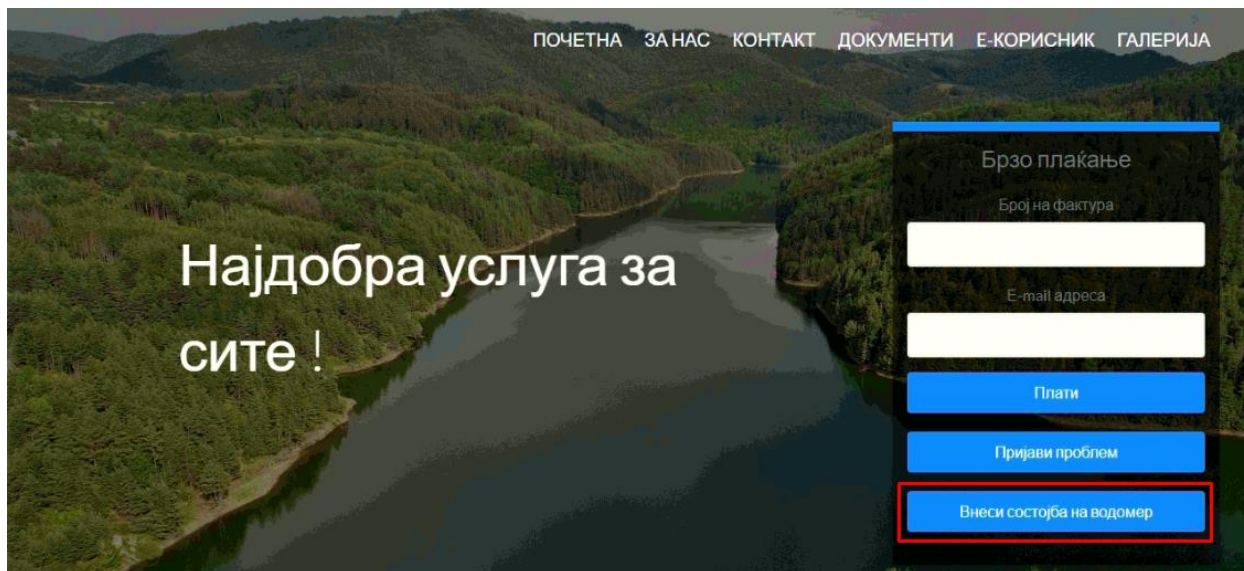 ПОЧЕТНА ЗА НАС КОНТАКТ ДОКУМЕНТИ Е-КОРИСНИК ГАЛЕРИЈА
Најдобра услуга за
сите !
Брзо плаќање
Број на фактура
E-mail адреса
Плати
Пријави проблем
Внеси состојба на водомер